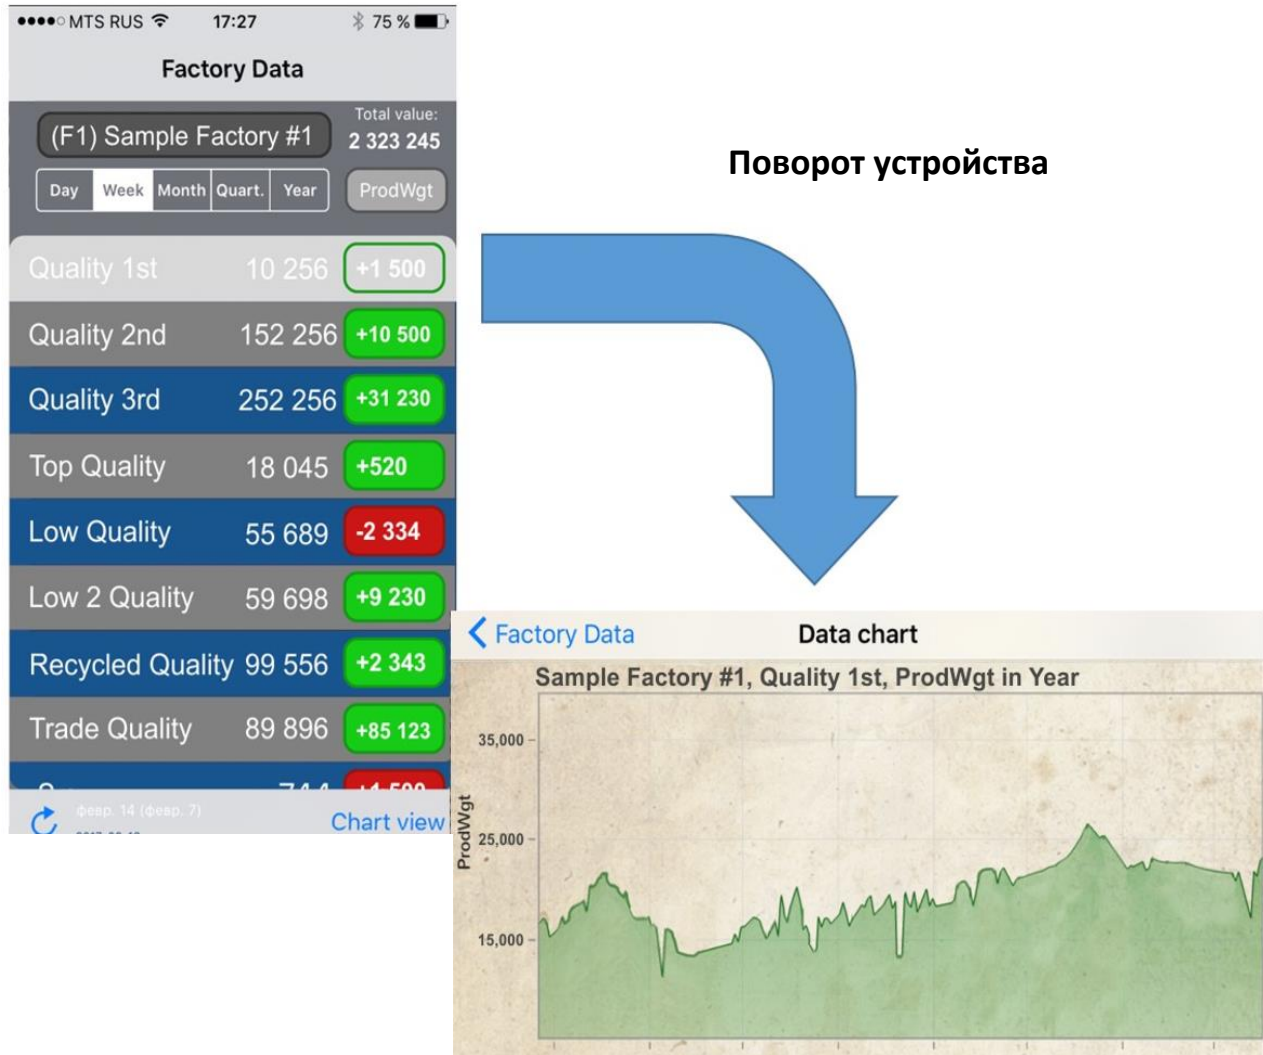 MTS RUS 17:27 75 %
Factory Data
(F1) Sample Factory #1
Total value:
2 323 245
Day Week Month Quart. Year
ProdWgt
Quality 1st 10 256 +1 500
Quality 2nd 152 256 +10 500
Quality 3rd 252 256 +31 230
Top Quality 18 045 +520
Low Quality 55 689 -2 334
Low 2 Quality 59 698 +9 230
Recycled Quality 99 556 +2 343
Trade Quality 89 896 +85 123
февр. 14 (февр. 7)
Chart view
Поворот устройства
Factory Data
Data chart
Sample Factory #1, Quality 1st, ProdWgt in Year
35,000
25,000
15,000
ProdWgt